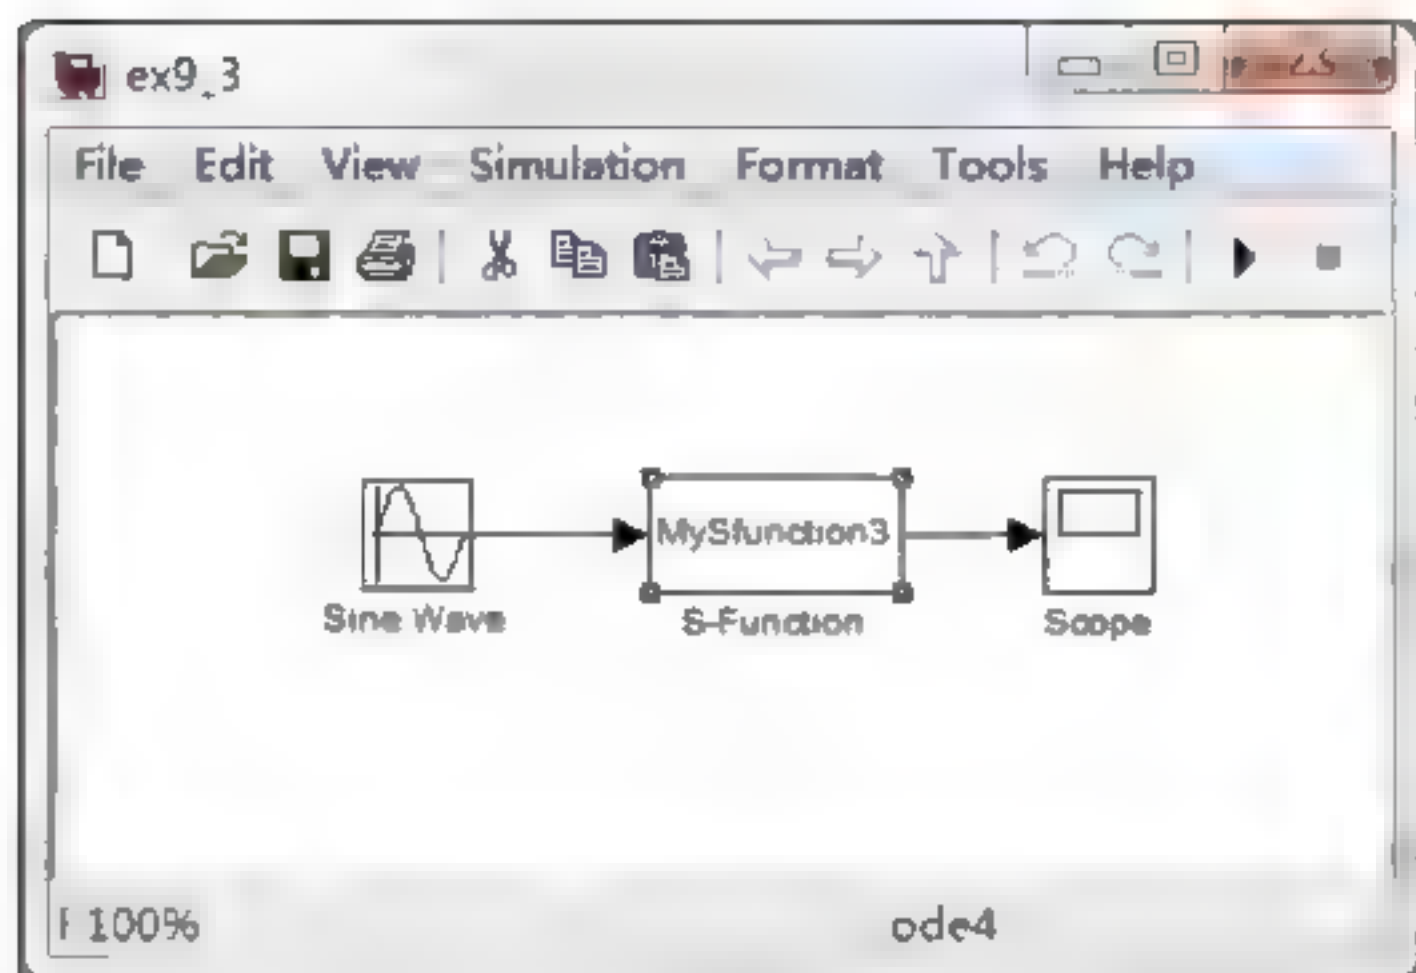 ex9_3
File Edit View Simulation Format Tools Help
MySfunction3
Sine Wave S-Function Scope
100% ode4